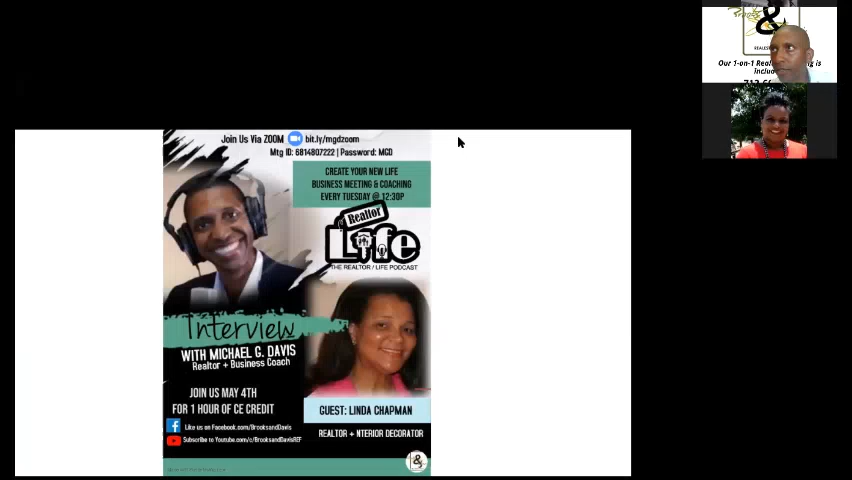 Join Us Via ZOOM bit.ly/mgdzoom
Mtg ID: 6814807222 | Password: MGD
CREATE YOUR NEW LIFE
BUSINESS MEETING & COACHING
EVERY TUESDAY @ 12:30P
Realtor
Life
THE REALTOR / LIFE PODCAST
Interview
WITH MICHAEL G. DAVIS
Realtor + Business Coach
JOIN US MAY 4TH
FOR 1 HOUR OF CE CREDIT
GUEST: LINDA CHAPMAN
REALTOR + NTERIOR DECORATOR
Like us on Facebook.com/BrooksandDavis
Subscribe to Youtube.com/c/BrooksandDavisREF
&
&
Our 1-on-1 Real
g is